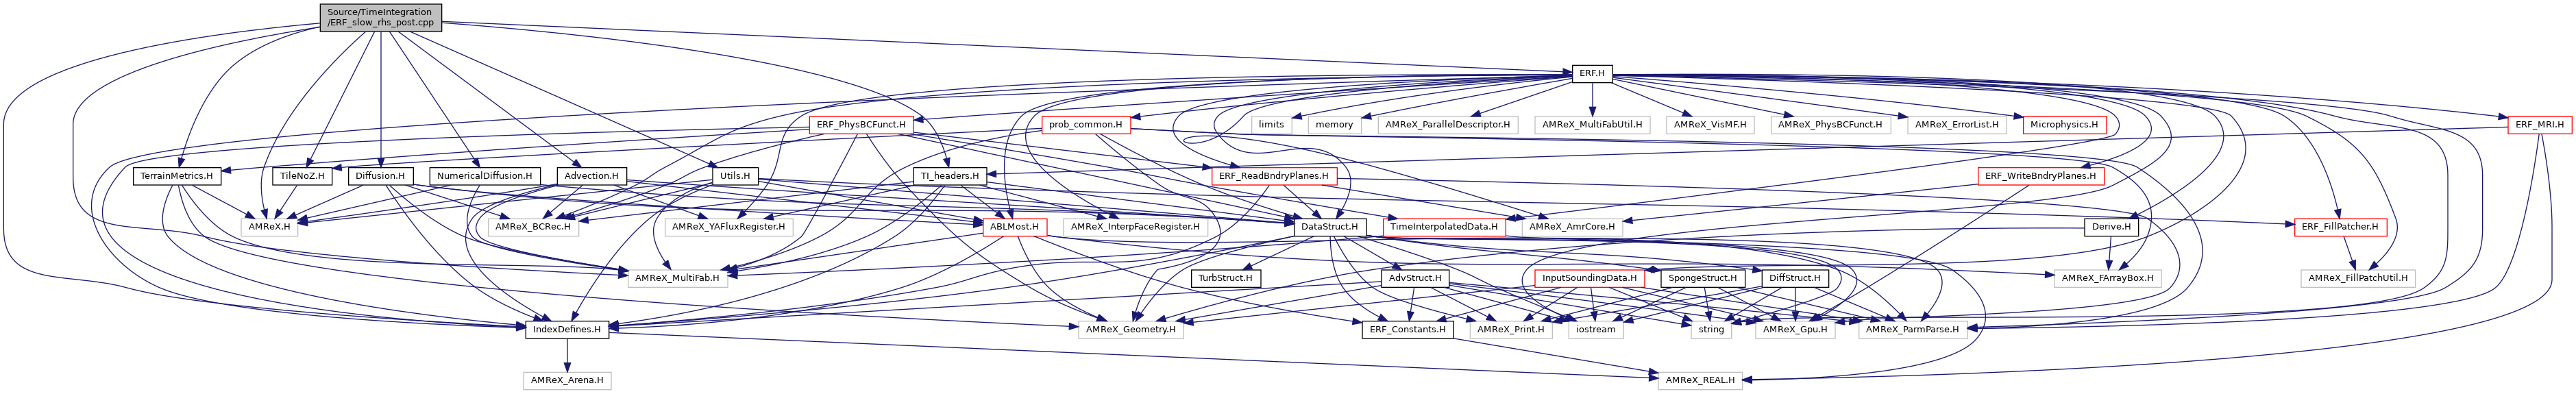 Source/TimeIntegration
/ERF_slow_rhs_post.cpp
ERF.H
ERF_PhysBCFunct.H
prob_common.H
limits
memory
AMReX_ParallelDescriptor.H
AMReX_MultiFabUtil.H
AMReX_VisMF.H
AMReX_PhysBCFunct.H
AMReX_ErrorList.H
Microphysics.H
ERF_MRI.H
TerrainMetrics.H
TileNoZ.H
Diffusion.H
NumericalDiffusion.H
Advection.H
Utils.H
TI_headers.H
ERF_ReadBndryPlanes.H
ERF_WriteBndryPlanes.H
AMReX.H
AMReX_BCRec.H
AMReX_YAFluxRegister.H
ABLMost.H
AMReX_InterpFaceRegister.H
DataStruct.H
TimeInterpolatedData.H
AMReX_AmrCore.H
Derive.H
ERF_FillPatcher.H
AMReX_MultiFab.H
TurbStruct.H
AdvStruct.H
InputSoundingData.H
SpongeStruct.H
DiffStruct.H
AMReX_FArrayBox.H
AMReX_FillPatchUtil.H
IndexDefines.H
AMReX_Geometry.H
ERF_Constants.H
AMReX_Print.H
iostream
string
AMReX_Gpu.H
AMReX_ParmParse.H
AMReX_Arena.H
AMReX_REAL.H